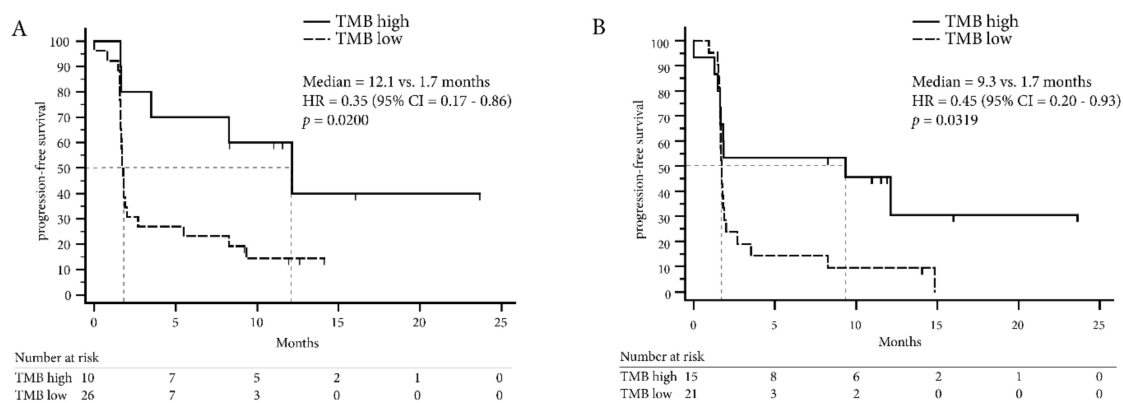 A
TMB high
TMB low
Median = 12.1 vs. 1.7 months
HR = 0.35 (95% CI = 0.17 - 0.86)
p = 0.0200
progression-free survival
100
90
80
70
60
50
40
30
20
10
0
0 5 10 15 20 25
Months
Number at risk
TMB high 10 7 5 2 1 0
TMB low 26 7 3 0 0 0
B
TMB high
TMB low
Median = 9.3 vs. 1.7 months
HR = 0.45 (95% CI = 0.20 - 0.93)
p = 0.0319
progression-free survival
100
90
80
70
60
50
40
30
20
10
0
0 5 10 15 20 25
Months
Number at risk
TMB high 15 8 6 2 1 0
TMB low 21 3 2 0 0 0